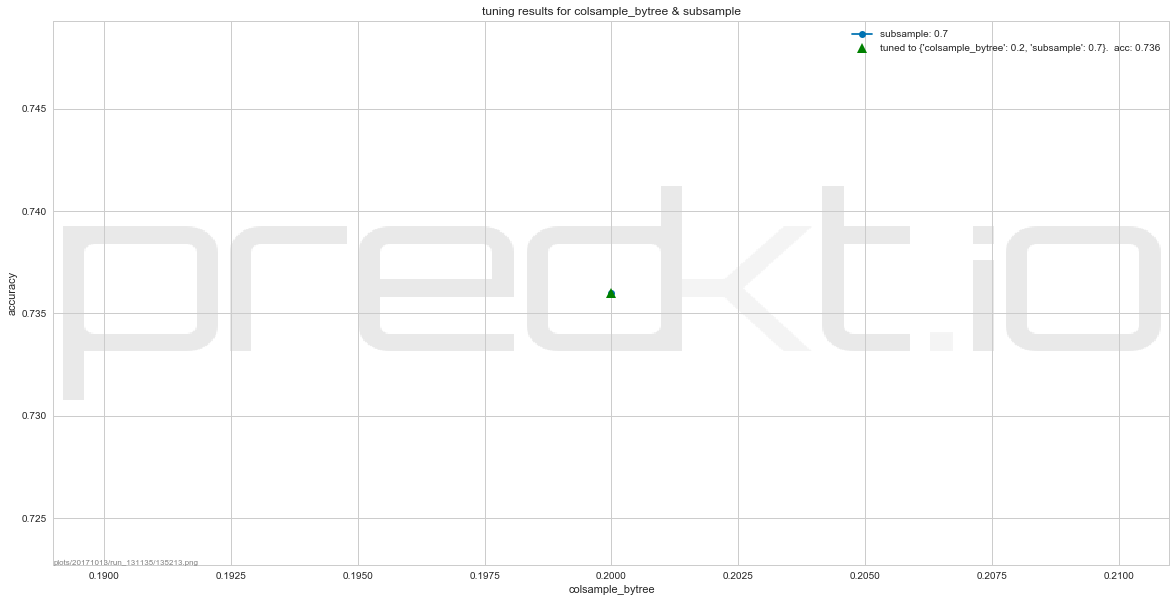 tuning results for colsample_bytree & subsample
subsample: 0.7
tuned to {'colsample_bytree': 0.2, 'subsample': 0.7}.  acc: 0.736
accuracy
0.745
0.740
0.735
0.730
0.725
predkt.io
plots/20171013/run_131135/135213.png
0.1900 0.1925 0.1950 0.1975 0.2000 0.2025 0.2050 0.2075 0.2100
colsample_bytree